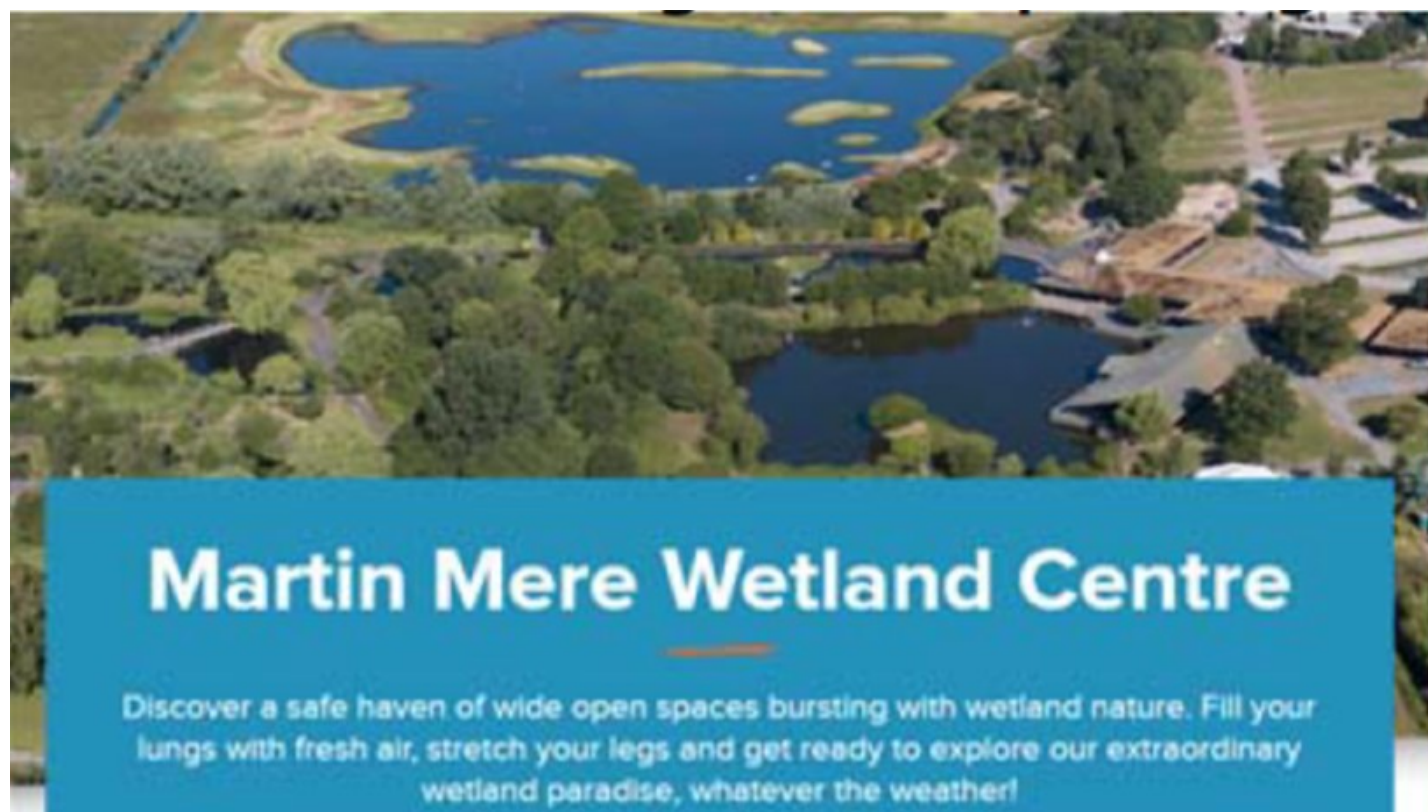 Martin Mere Wetland Centre
Discover a safe haven of wide open spaces bursting with wetland nature. Fill your
lungs with fresh air, stretch your legs and get ready to explore our extraordinary
wetland paradise, whatever the weather!